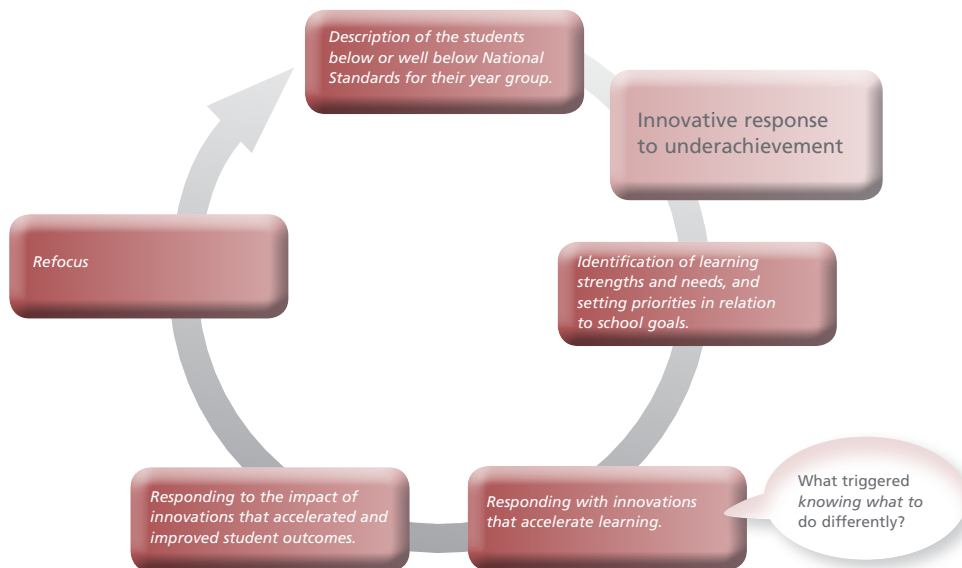 Description of the students
below or well below National
Standards for their year group.
Innovative response
to underachievement
Identification of learning
strengths and needs, and
setting priorities in relation
to school goals.
Responding with innovations
that accelerate learning.
What triggered
knowing what to
do differently?
Responding to the impact of
innovations that accelerated and
improved student outcomes.
Refocus